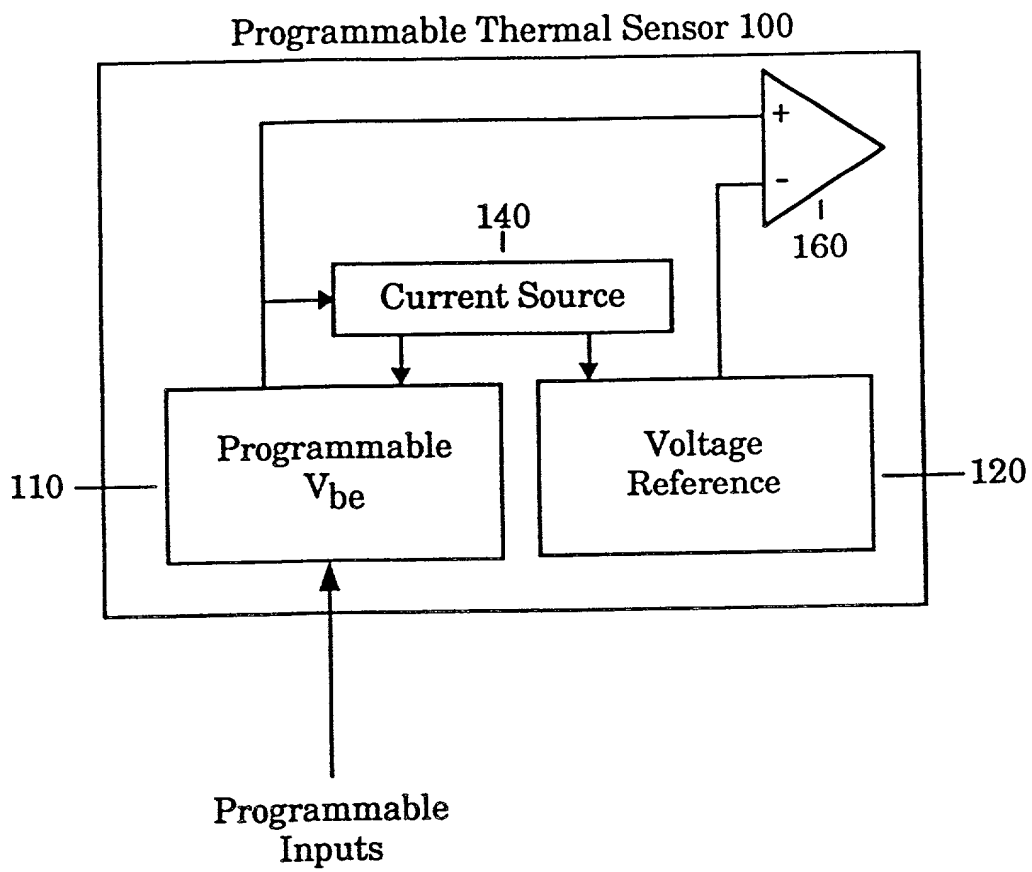 Programmable Thermal Sensor 100
+
-
160
140
Current Source
Programmable
Vbe
110
Voltage
Reference
120
Programmable
Inputs